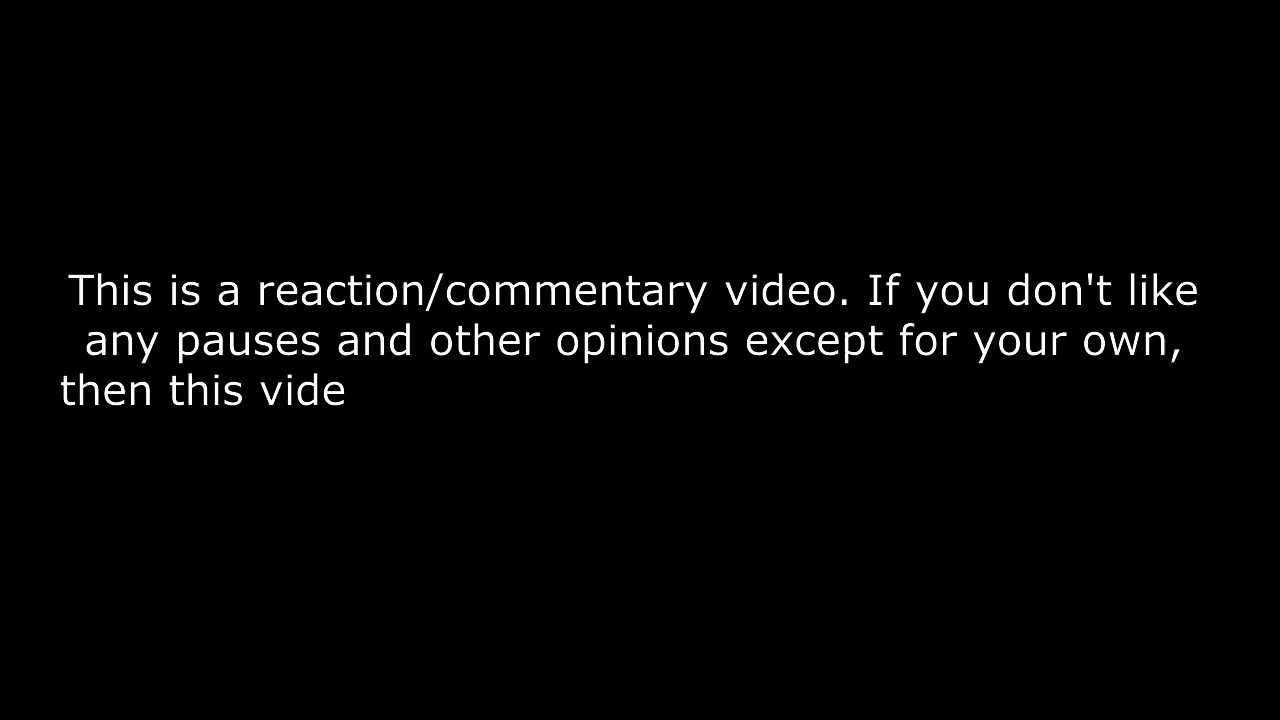 This is a reaction/commentary video. If you don't like
any pauses and other opinions except for your own,
then this vide